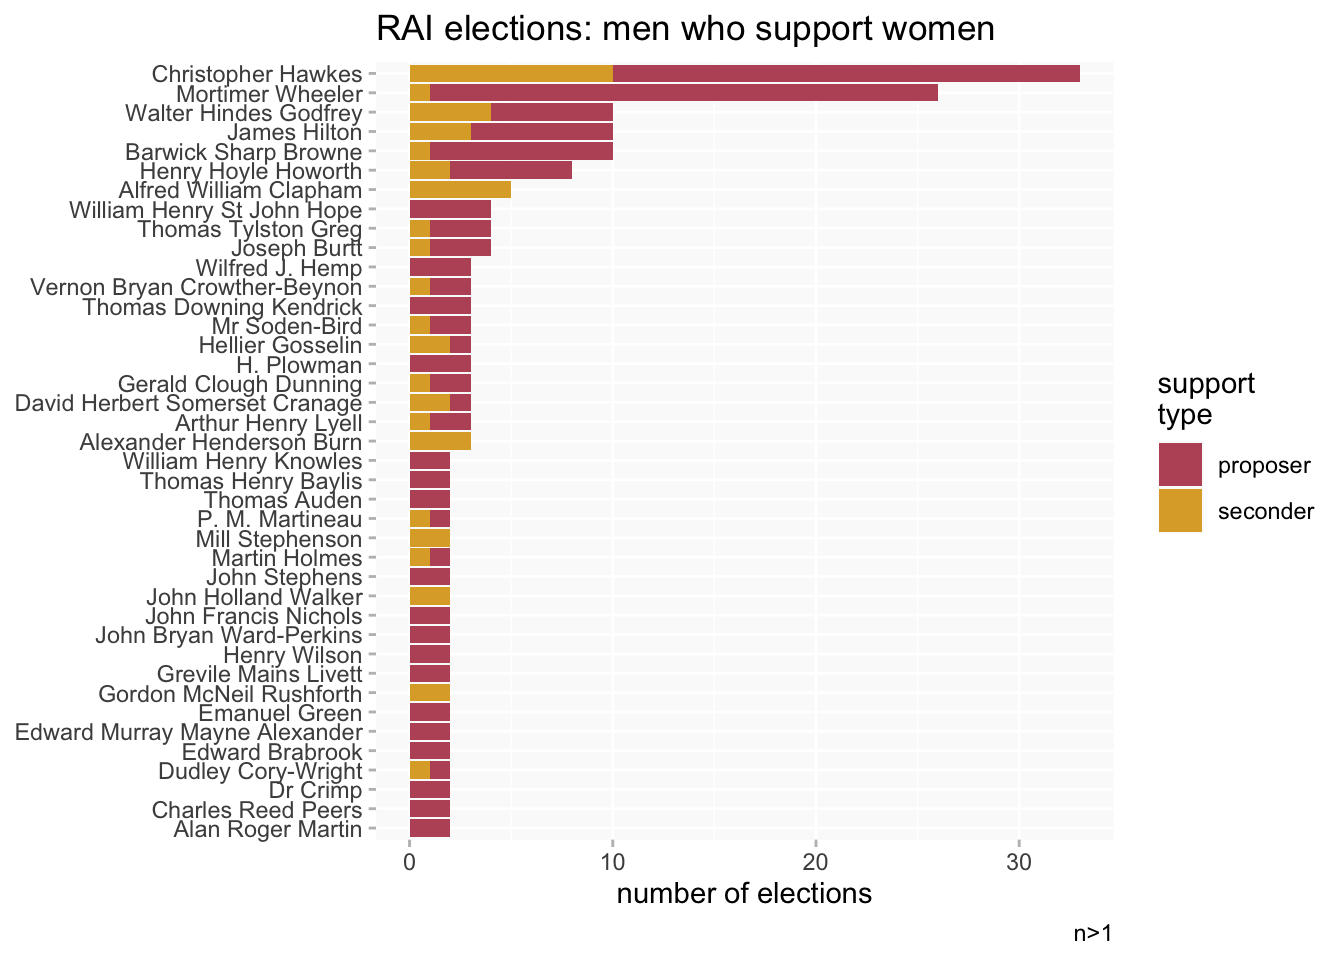 RAI elections: men who support women
Christopher Hawkes
Mortimer Wheeler
Walter Hindes Godfrey
James Hilton
Barwick Sharp Browne
Henry Hoyle Howorth
Alfred William Clapham
William Henry St John Hope
Thomas Tylston Greg
Joseph Burtt
Wilfred J. Hemp
Vernon Bryan Crowther-Beynon
Thomas Downing Kendrick
Mr Soden-Bird
Hellier Gosselin
H. Plowman
Gerald Clough Dunning
David Herbert Somerset Cranage
Arthur Henry Lyell
Alexander Henderson Burn
William Henry Knowles
Thomas Henry Baylis
Thomas Auden
P. M. Martineau
Mill Stephenson
Martin Holmes
John Stephens
John Holland Walker
John Francis Nichols
John Bryan Ward-Perkins
Henry Wilson
Grevile Mains Livett
Gordon McNeil Rushforth
Emanuel Green
Edward Murray Mayne Alexander
Edward Brabrook
Dudley Cory-Wright
Dr Crimp
Charles Reed Peers
Alan Roger Martin
0 10 20 30
number of elections
support
type
proposer
seconder
n>1